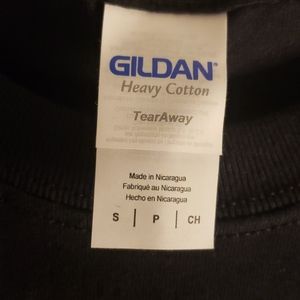 GILDAN®
Heavy Cotton
TearAway
Made in Nicaragua
Fabriqué au Nicaragua
Hecho en Nicaragua
S | P | CH